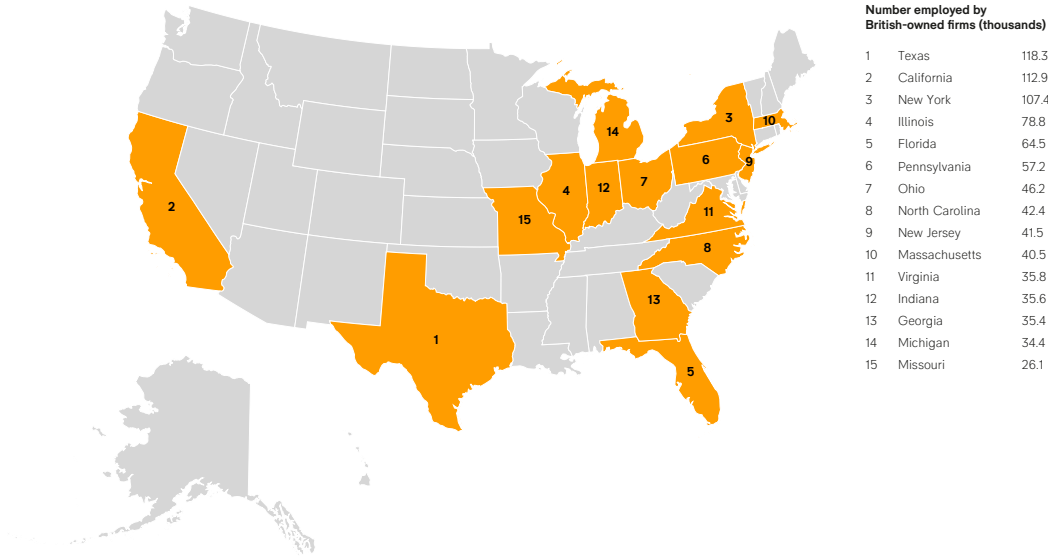 Number employed by
British-owned firms (thousands)
1 Texas 118.3
2 California 112.9
3 New York 107.4
4 Illinois 78.8
5 Florida 64.5
6 Pennsylvania 57.2
7 Ohio 46.2
8 North Carolina 42.4
9 New Jersey 41.5
10 Massachusetts 40.5
11 Virginia 35.8
12 Indiana 35.6
13 Georgia 35.4
14 Michigan 34.4
15 Missouri 26.1
3
10
14
6
9
7
12
4
2
11
15
8
13
1
5